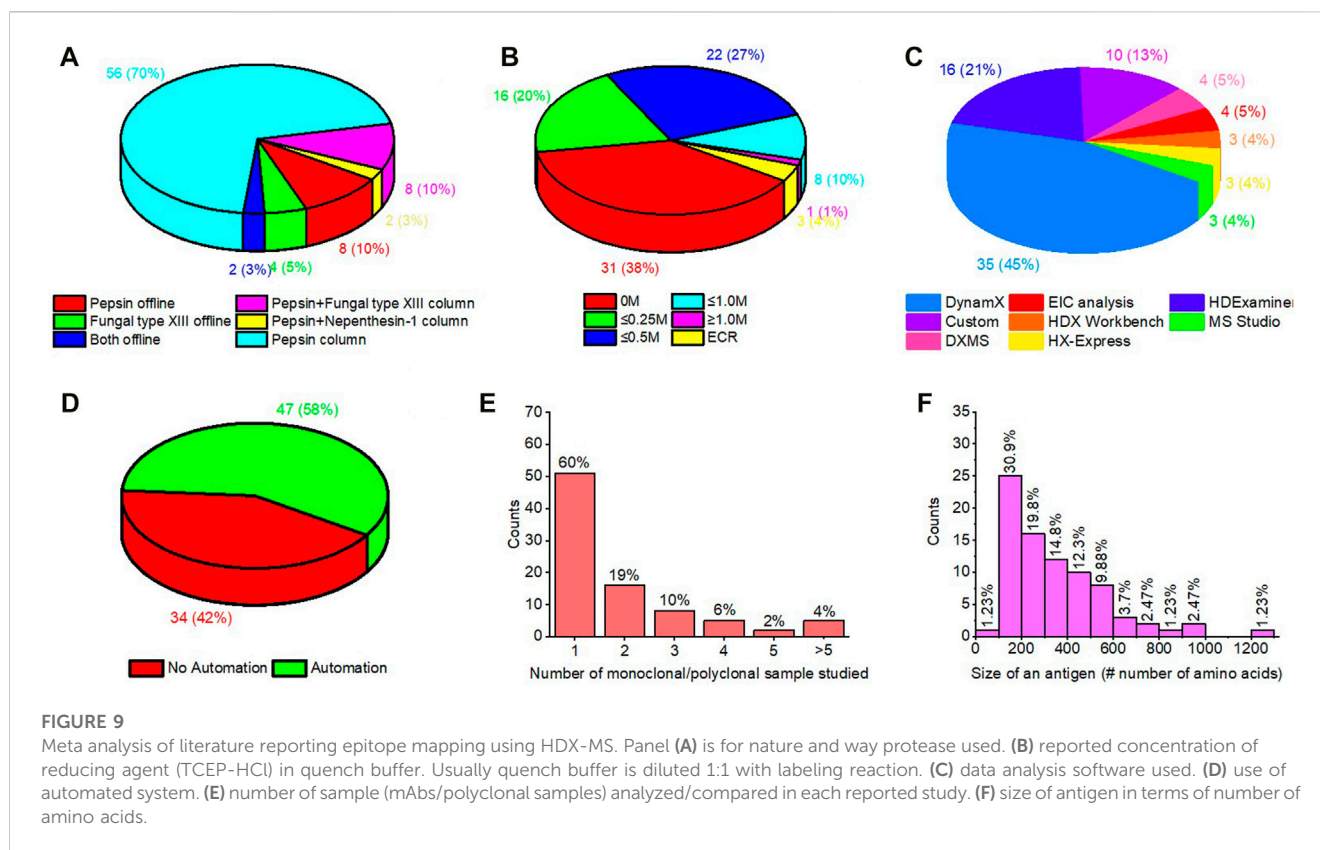 A
56 (70%)
8 (10%)
2 (3%)
8 (10%)
4 (5%)
2 (3%)
Pepsin offline
Fungal type XIII offline
Both offline
Pepsin+Fungal type XIII column
Pepsin+Nepenthesin-1 column
Pepsin column
B
22 (27%)
16 (20%)
8 (10%)
1 (1%)
3 (4%)
31 (38%)
0M
≤0.25M
≤0.5M
≤1.0M
≥1.0M
ECR
C
10 (13%)
16 (21%)
4 (5%)
4 (5%)
3 (4%)
3 (4%)
3 (4%)
35 (45%)
DynamX
Custom
DXMS
EIC analysis
HDX Workbench
HX-Express
HDExaminer
MS Studio
D
47 (58%)
34 (42%)
No Automation
Automation
E
Counts
70
60
50
40
30
20
10
0
60%
19%
10%
6%
2%
4%
1 2 3 4 5 >5
Number of monoclonal/polyclonal sample studied
F
Counts
35
30
25
20
15
10
5
0
1.23%
30.9%
19.8%
14.8%
12.3%
9.88%
3.7%
2.47%
1.23%
2.47%
1.23%
0 200 400 600 800 1000 1200
Size of an antigen (# number of amino acids)
FIGURE 9
Meta analysis of literature reporting epitope mapping using HDX-MS. Panel (A) is for nature and way protease used. (B) reported concentration of
reducing agent (TCEP-HCl) in quench buffer. Usually quench buffer is diluted 1:1 with labeling reaction. (C) data analysis software used. (D) use of
automated system. (E) number of sample (mAbs/polyclonal samples) analyzed/compared in each reported study. (F) size of antigen in terms of number of
amino acids.